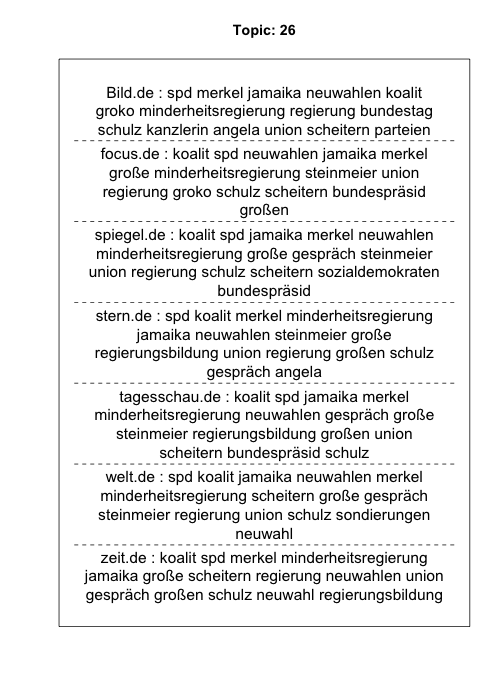 Topic: 26
Bild.de : spd merkel jamaika neuwahlen koalit
groko minderheitsregierung regierung bundestag
schulz kanzlerin angela union scheitern parteien
focus.de : koalit spd neuwahlen jamaika merkel
große minderheitsregierung steinmeier union
regierung groko schulz scheitern bundespräsid
großen
spiegel.de : koalit spd jamaika merkel neuwahlen
minderheitsregierung große gespräch steinmeier
union regierung schulz scheitern sozialdemokraten
bundespräsid
stern.de : spd koalit merkel minderheitsregierung
jamaika neuwahlen steinmeier große
regierungsbildung union regierung großen schulz
gespräch angela
tagesschau.de : koalit spd jamaika merkel
minderheitsregierung neuwahlen gespräch große
steinmeier regierungsbildung großen union
scheitern bundespräsid schulz
welt.de : spd koalit jamaika neuwahlen merkel
minderheitsregierung scheitern große gespräch
steinmeier regierung union schulz sondierungen
neuwahl
zeit.de : koalit spd merkel minderheitsregierung
jamaika große scheitern regierung neuwahlen union
gespräch großen schulz neuwahl regierungsbildung